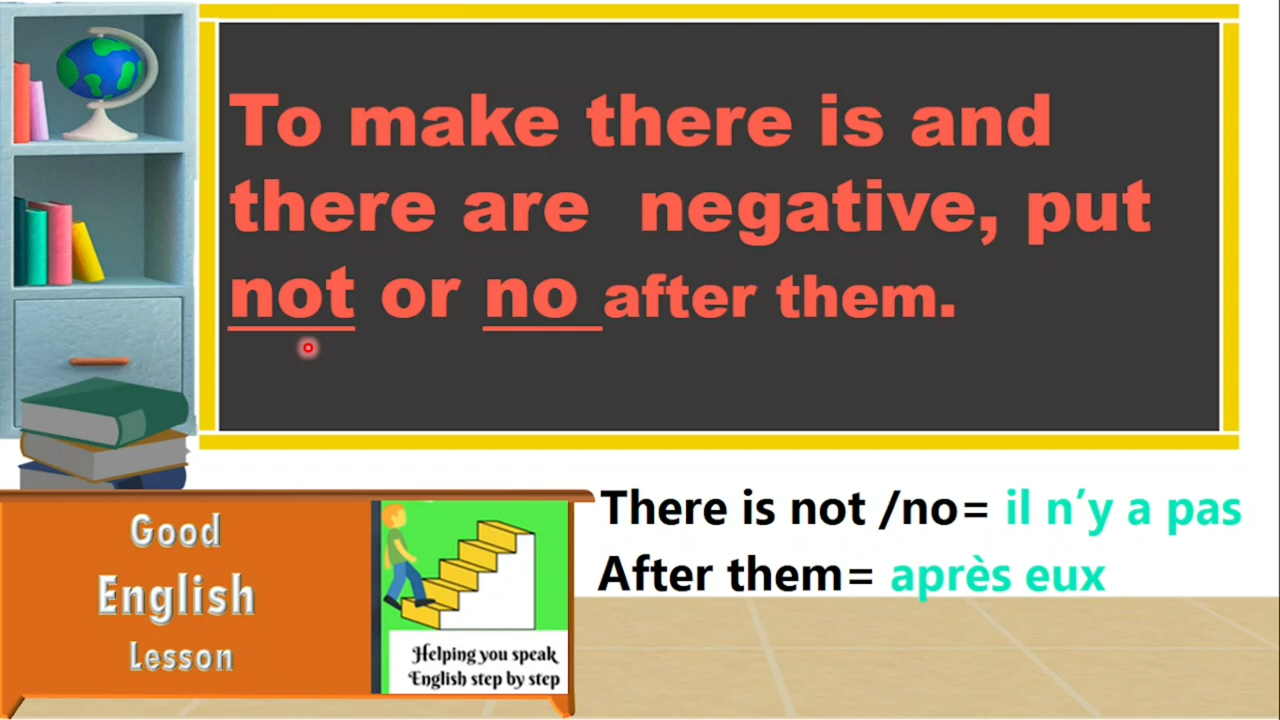 To make there is and
there are negative, put
not or no after them.
There is not /no= il n’y a pas
After them= après eux
Good
English
Lesson
Helping you speak
English step by step